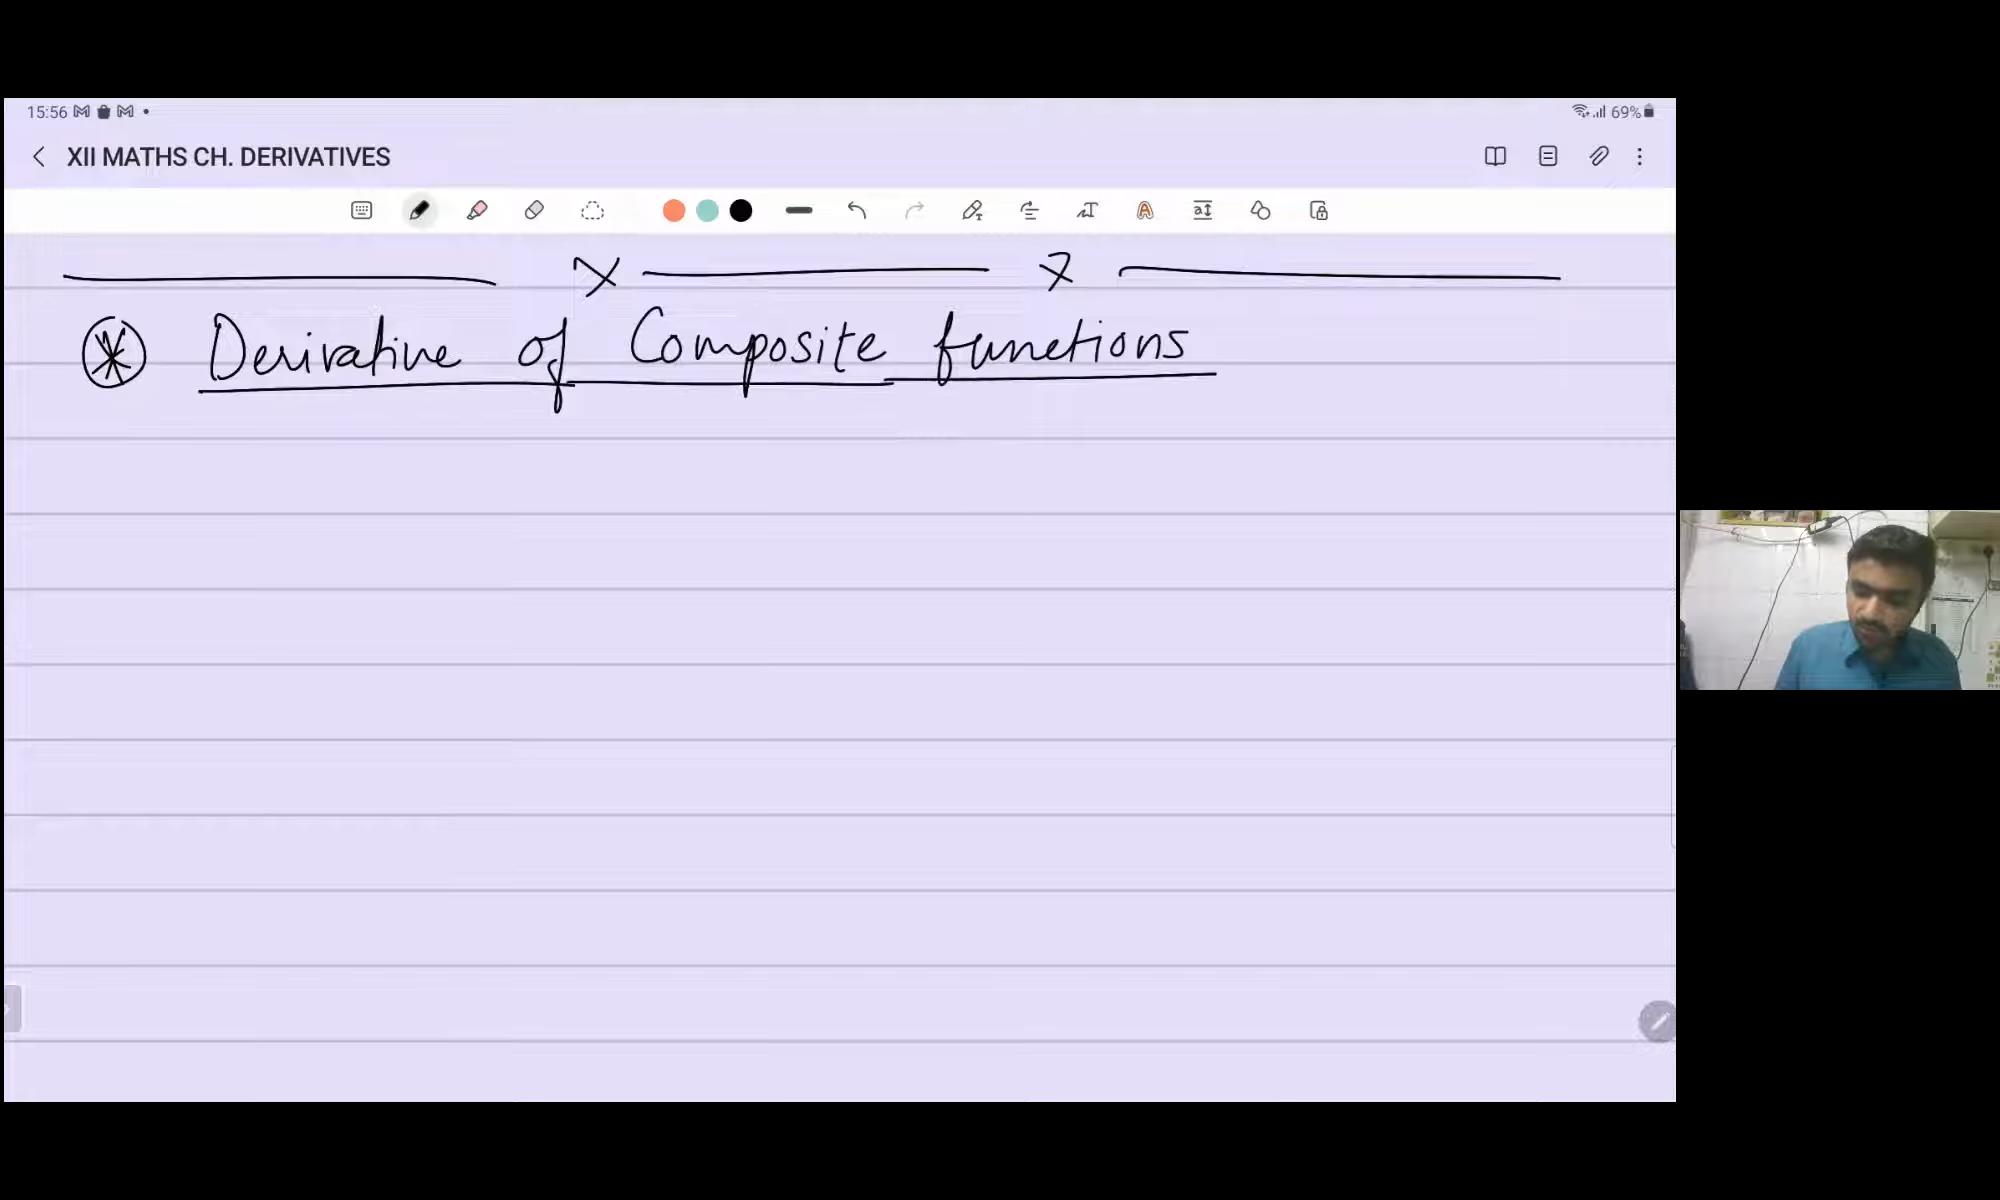 15:56 69%
XII MATHS CH. DERIVATIVES
Derivative of Composite functions